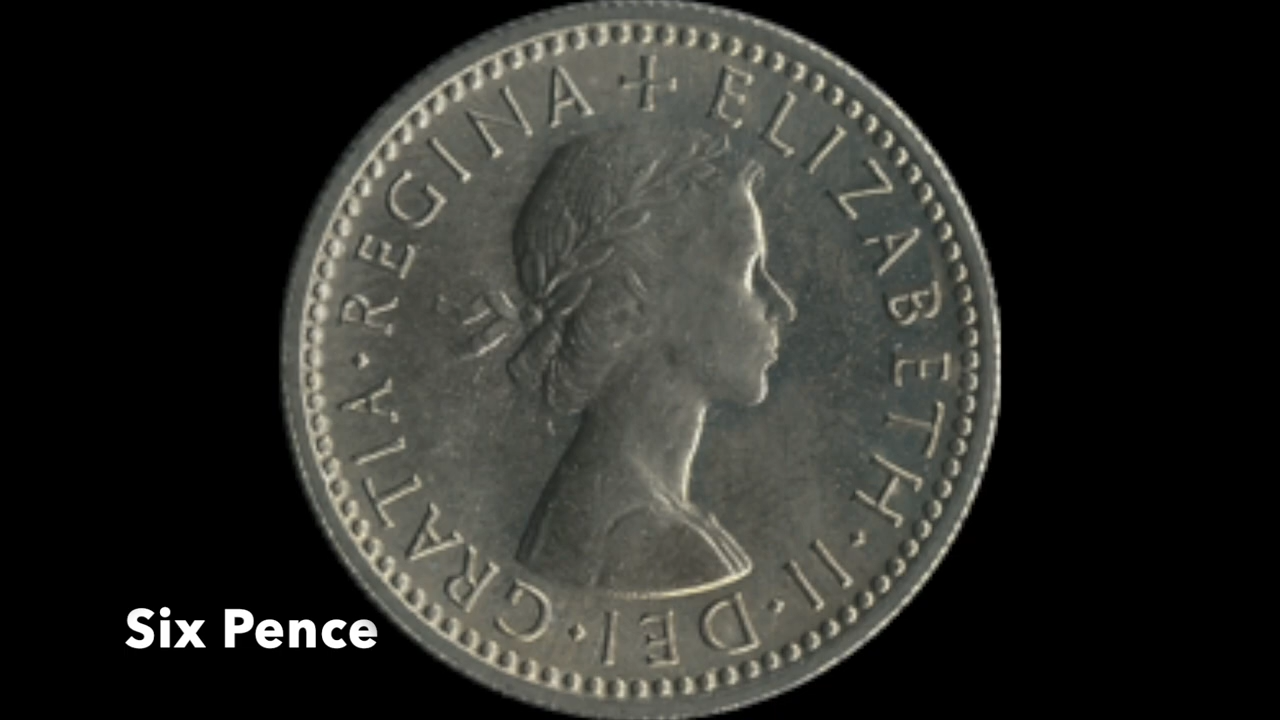 + ELIZABETH · II · DEI · GRATIA · REGINA
Six Pence